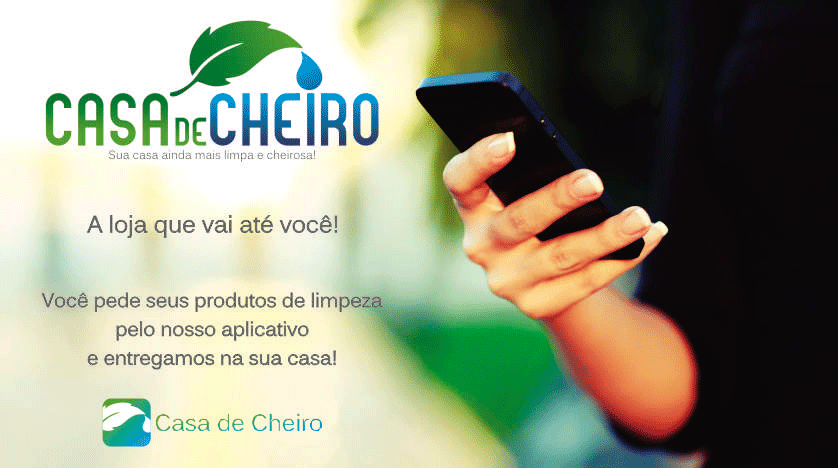 CASA DE CHEIRO
Sua casa ainda mais limpa e cheirosa!
A loja que vai até você!
Você pede seus produtos de limpeza
pelo nosso aplicativo
e entregamos na sua casa!
Casa de Cheiro